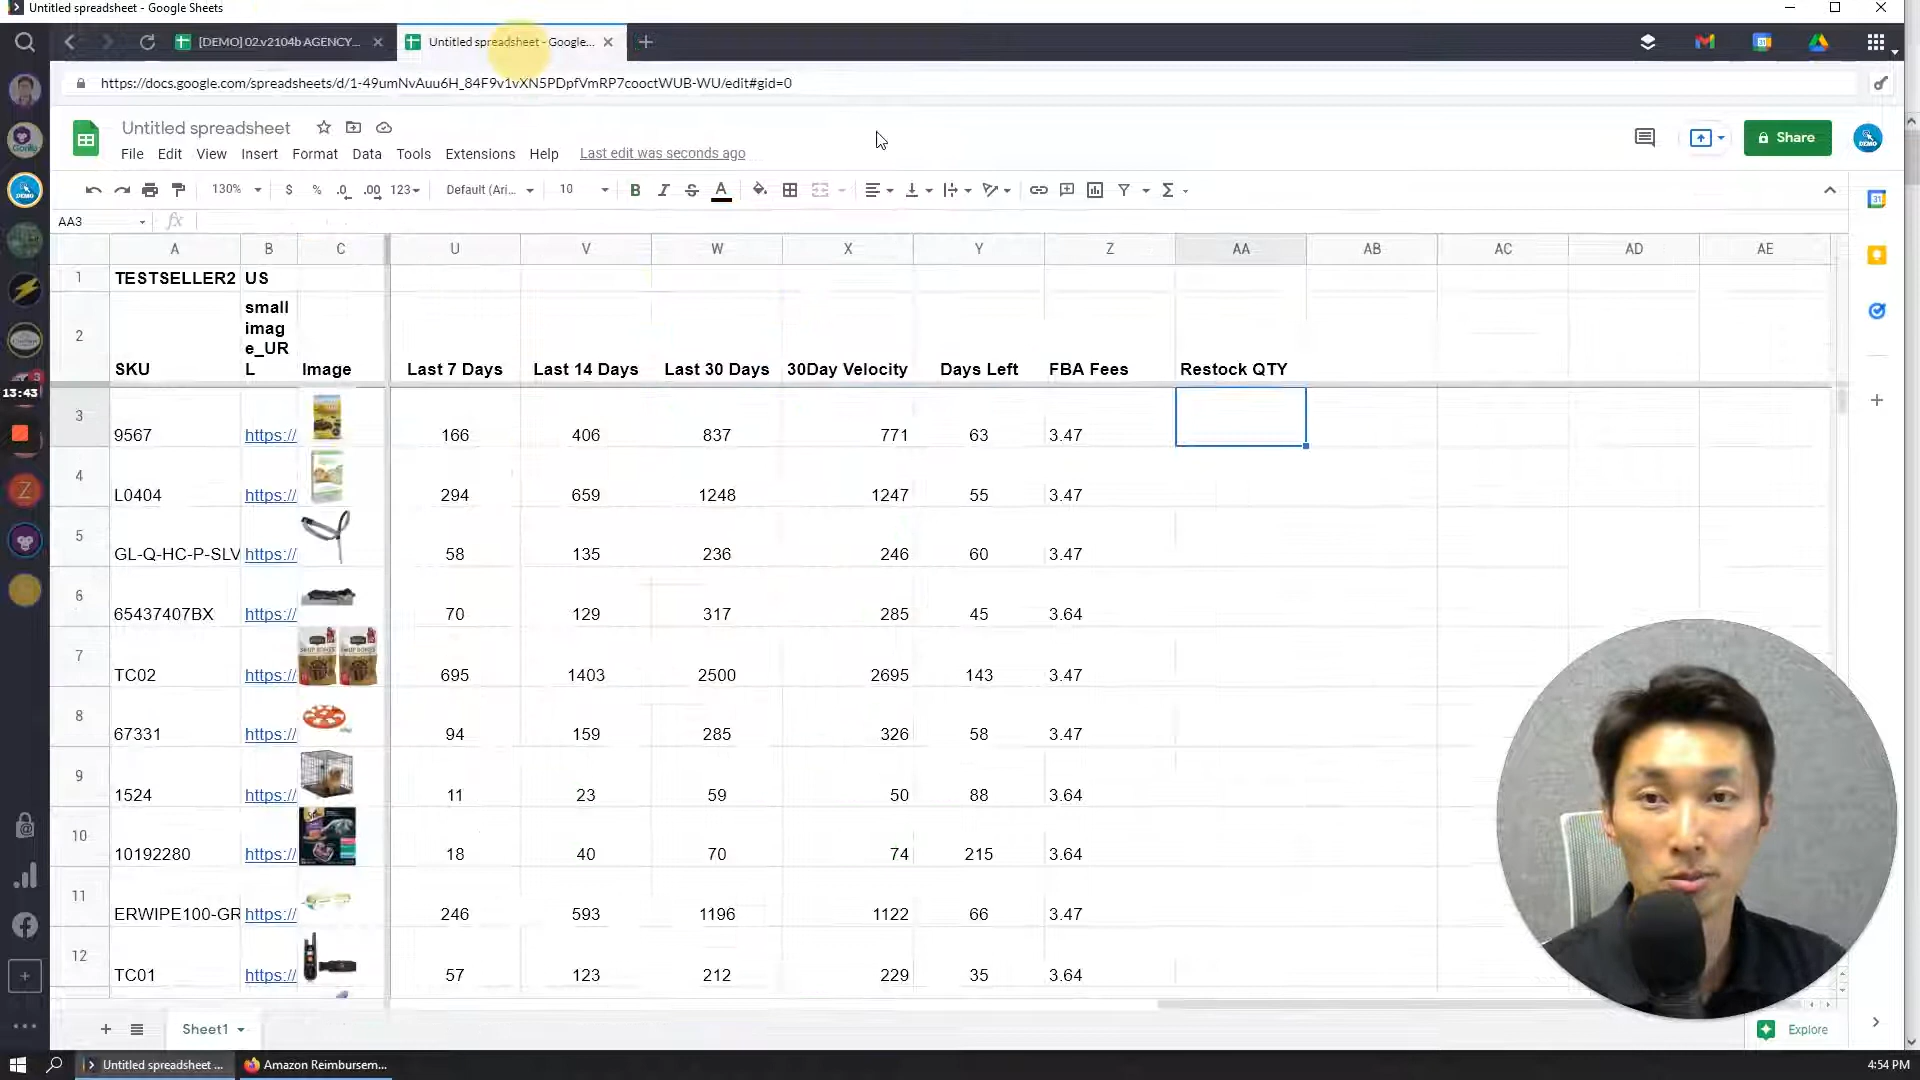 Untitled spreadsheet - Google Sheets
[DEMO] 02.v2104b AGENCY...
Untitled spreadsheet - Google...
https://docs.google.com/spreadsheets/d/1-49umNvAuu6H_84F9v1vXN5PDpfVmRP7cooctWUB-WU/edit#gid=0
Untitled spreadsheet
File Edit View Insert Format Data Tools Extensions Help Last edit was seconds ago
Share
DEMO
130% $ % .0 .00 123 Default (Ari... 10 B I S A
AA3 fx
A B C U V W X Y Z AA AB AC AD AE
1 TESTSELLER2 US
2 SKU small image_URL Image Last 7 Days Last 14 Days Last 30 Days 30Day Velocity Days Left FBA Fees Restock QTY
3 9567 https:// 166 406 837 771 63 3.47
4 L0404 https:// 294 659 1248 1247 55 3.47
5 GL-Q-HC-P-SLV https:// 58 135 236 246 60 3.47
6 65437407BX https:// 70 129 317 285 45 3.64
7 TC02 https:// 695 1403 2500 2695 143 3.47
8 67331 https:// 94 159 285 326 58 3.47
9 1524 https:// 11 23 59 50 88 3.64
10 10192280 https:// 18 40 70 74 215 3.64
11 ERWIPE100-GR https:// 246 593 1196 1122 66 3.47
12 TC01 https:// 57 123 212 229 35 3.64
13:43
Sheet1
Explore
Untitled spreadsheet ...
Amazon Reimbursem...
4:54 PM